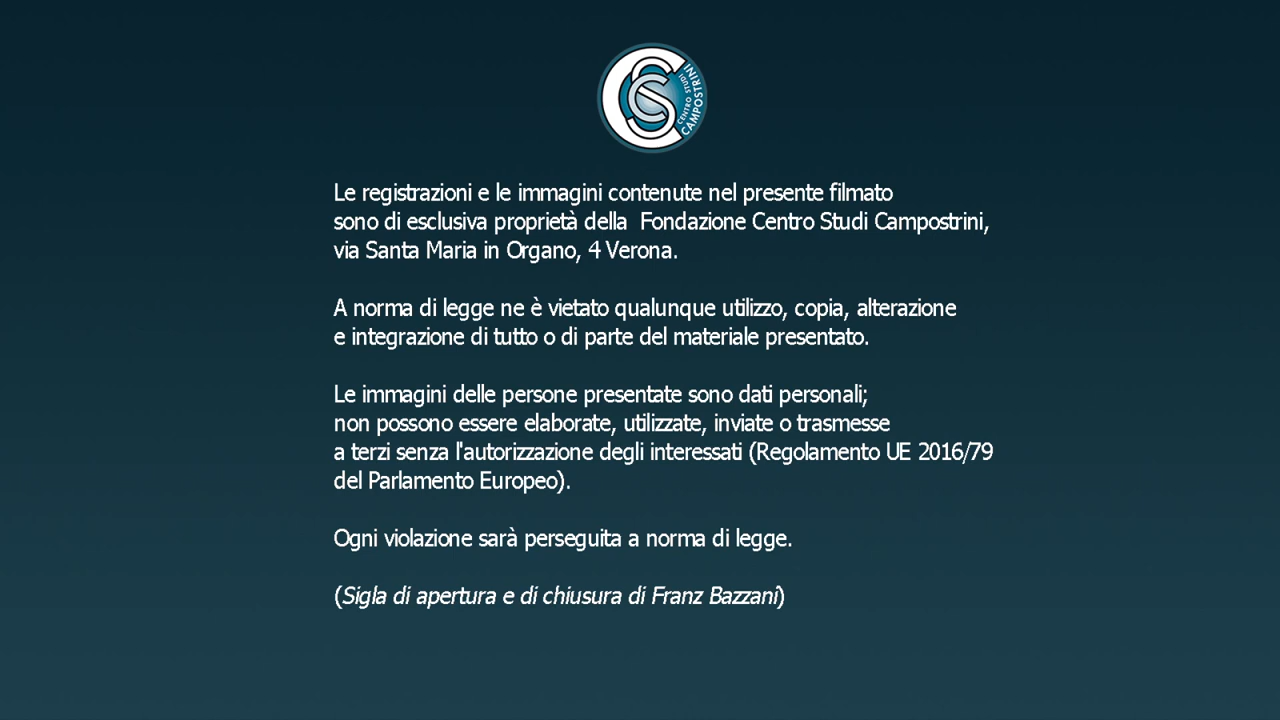 CENTRO STUDI
CAMPOSTRINI
Le registrazioni e le immagini contenute nel presente filmato
sono di esclusiva proprietà della  Fondazione Centro Studi Campostrini,
via Santa Maria in Organo, 4 Verona.
A norma di legge ne è vietato qualunque utilizzo, copia, alterazione
e integrazione di tutto o di parte del materiale presentato.
Le immagini delle persone presentate sono dati personali;
non possono essere elaborate, utilizzate, inviate o trasmesse
a terzi senza l'autorizzazione degli interessati (Regolamento UE 2016/79
del Parlamento Europeo).
Ogni violazione sarà perseguita a norma di legge.
(Sigla di apertura e di chiusura di Franz Bazzani)